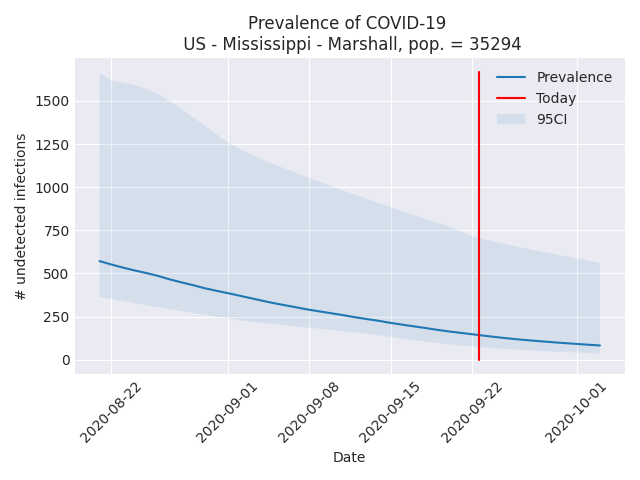 Prevalence of COVID-19
US - Mississippi - Marshall, pop. = 35294
Prevalence
Today
95CI
# undetected infections
1500
1250
1000
750
500
250
0
2020-08-22
2020-09-01
2020-09-08
2020-09-15
2020-09-22
2020-10-01
Date